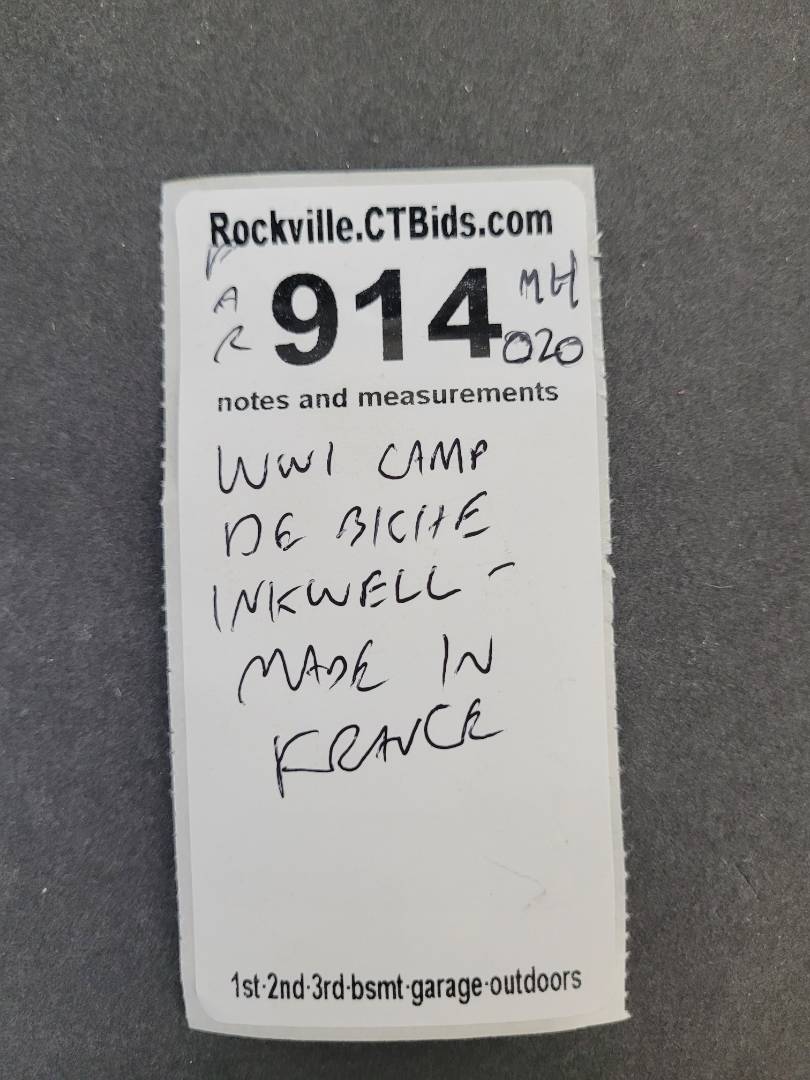 Rockville.CTBids.com
FAR
914
MH
020
notes and measurements
WWI CAMP
DE BICHE
INKWELL -
MADE IN
FRANCE
1st·2nd·3rd·bsmt·garage·outdoors